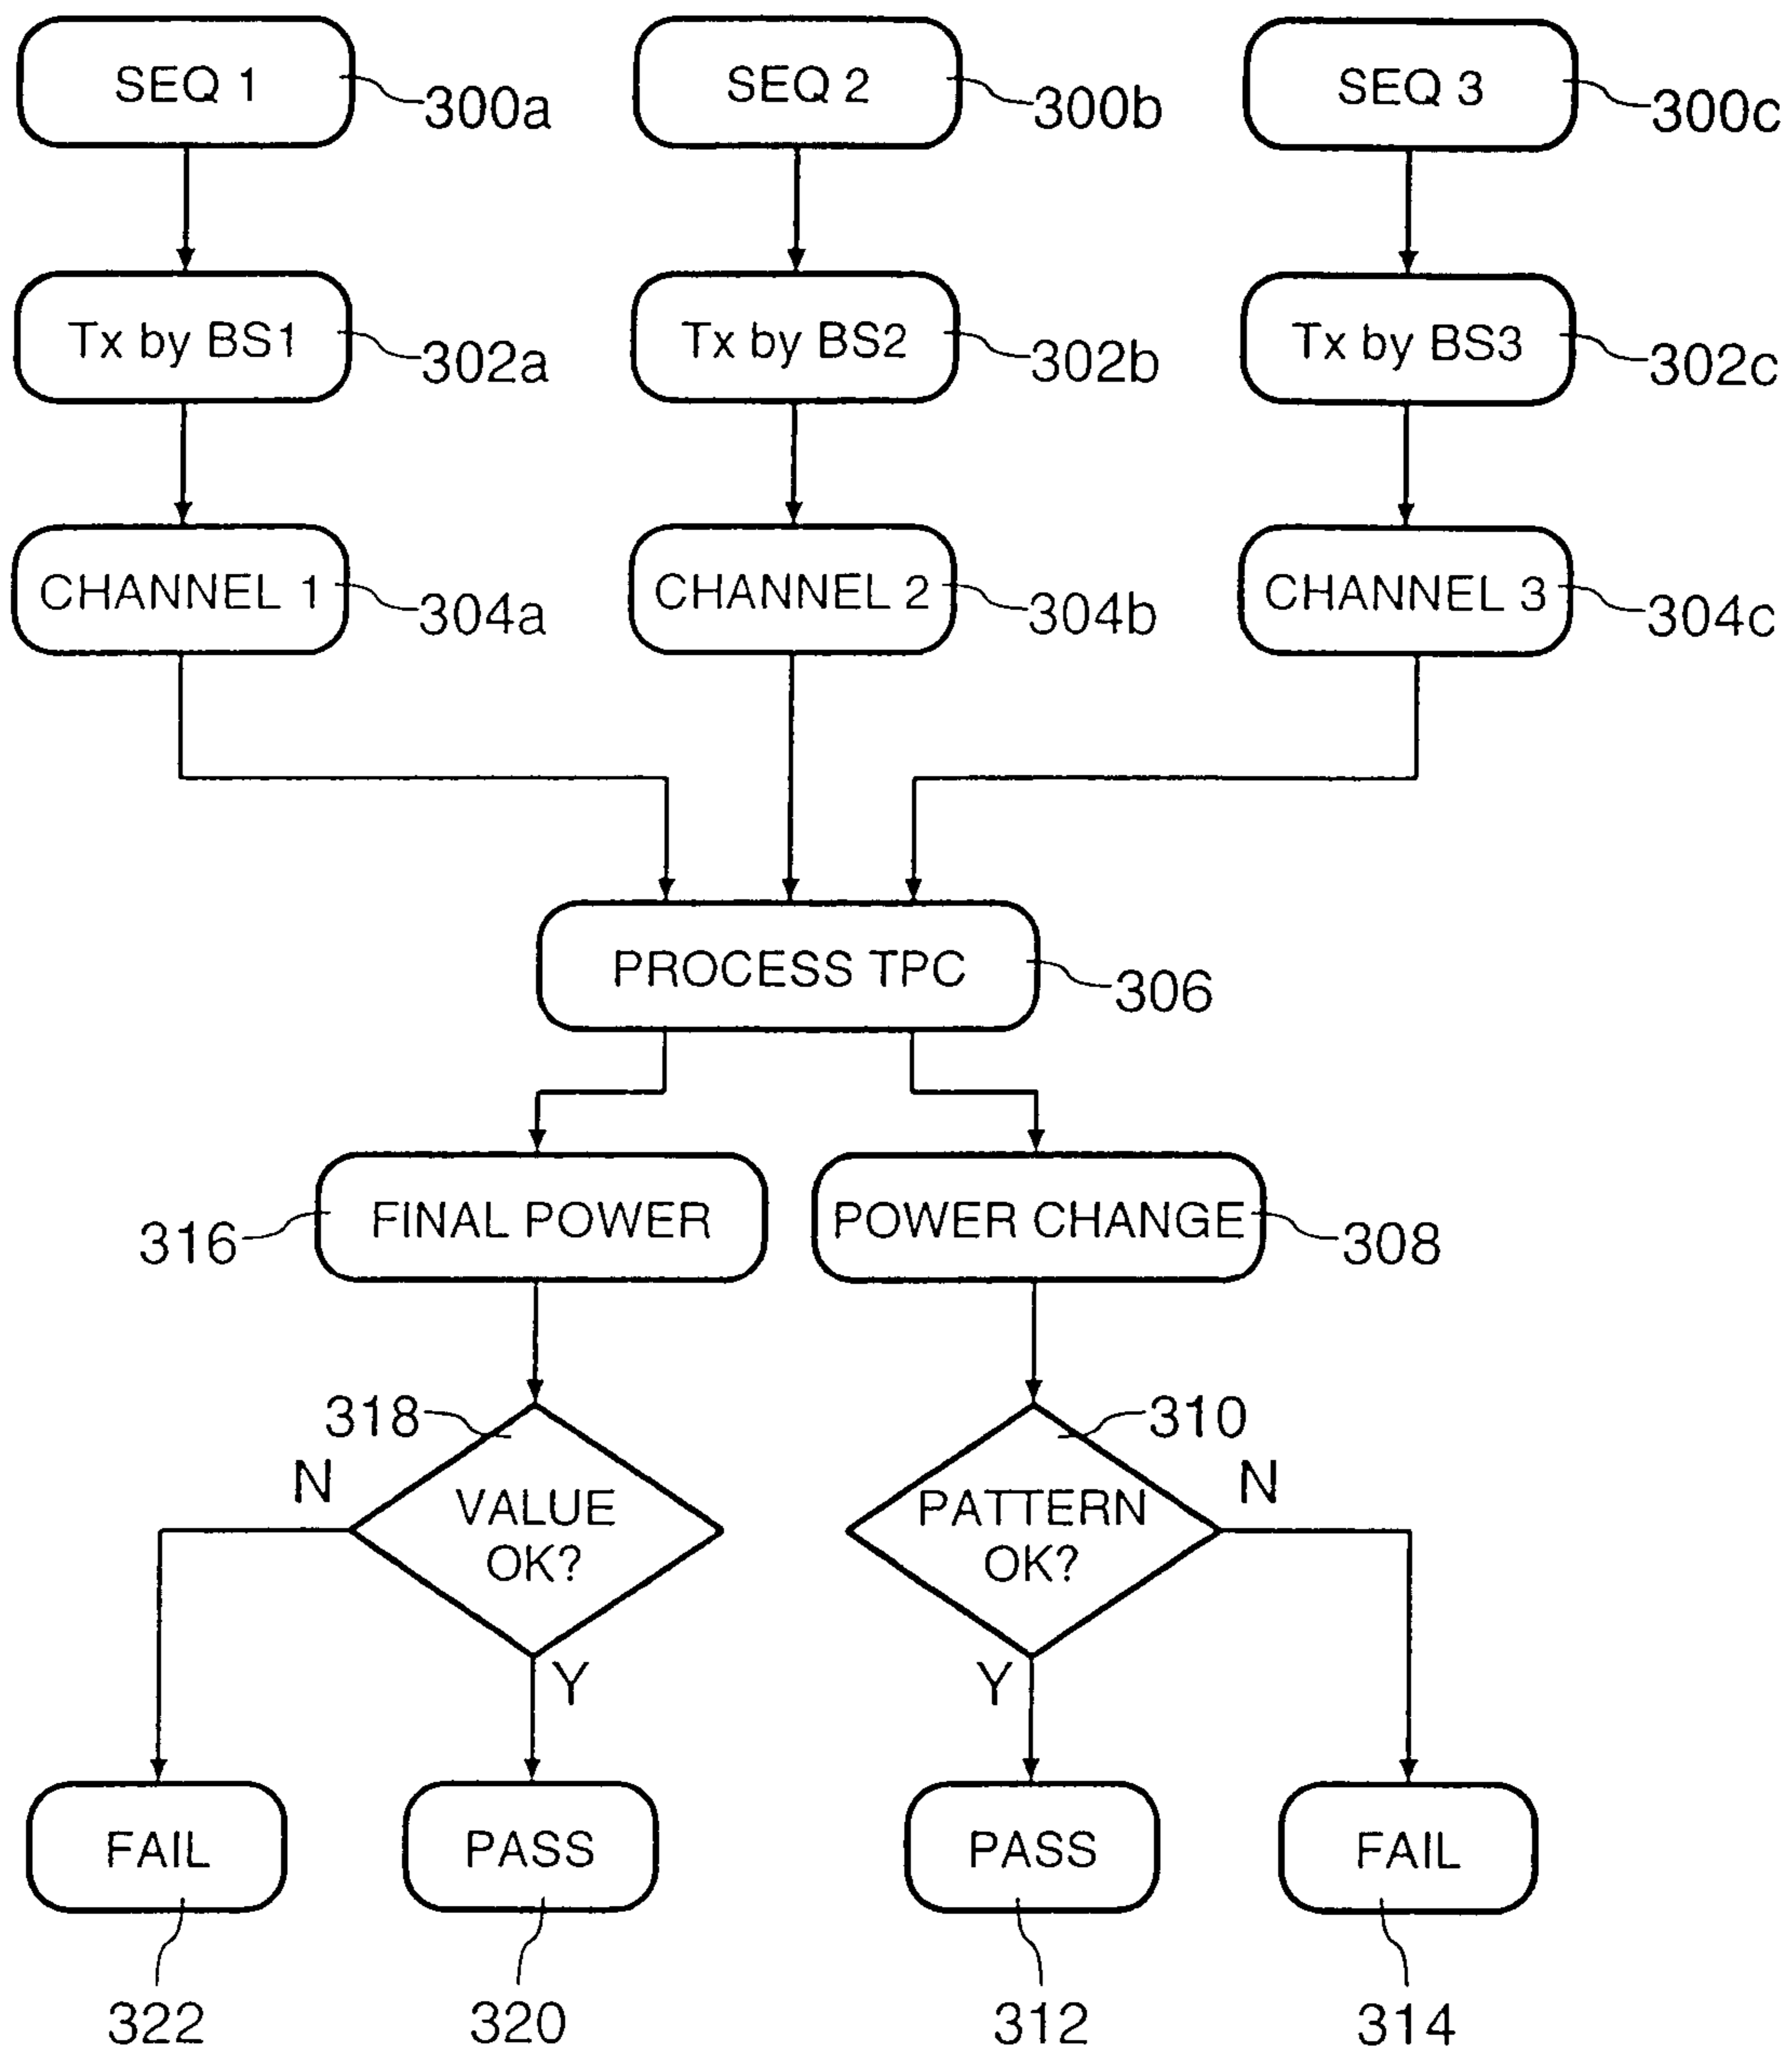 SEQ 1
300a
SEQ 2
300b
SEQ 3
300c
Tx by BS1
302a
Tx by BS2
302b
Tx by BS3
302c
CHANNEL 1
304a
CHANNEL 2
304b
CHANNEL 3
304c
PROCESS TPC
306
316
FINAL POWER
POWER CHANGE
308
318
310
N
VALUE
OK?
PATTERN
OK?
N
Y
Y
FAIL
PASS
PASS
FAIL
322
320
312
314